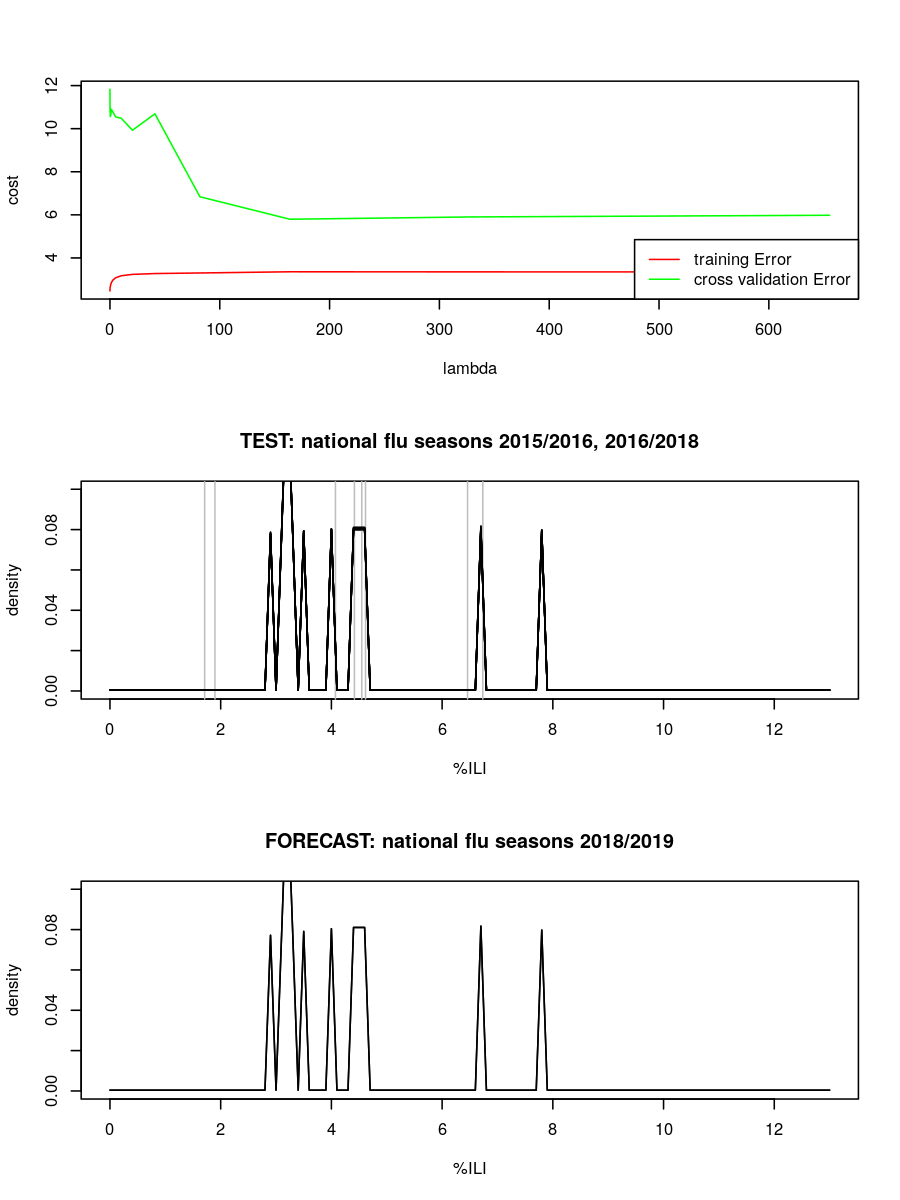 12
10
8
6
4
cost
training Error
cross validation Error
0 100 200 300 400 500 600
lambda
TEST: national flu seasons 2015/2016, 2016/2018
0.08
0.04
0.00
density
0 2 4 6 8 10 12
%ILI
FORECAST: national flu seasons 2018/2019
0.08
0.04
0.00
density
0 2 4 6 8 10 12
%ILI